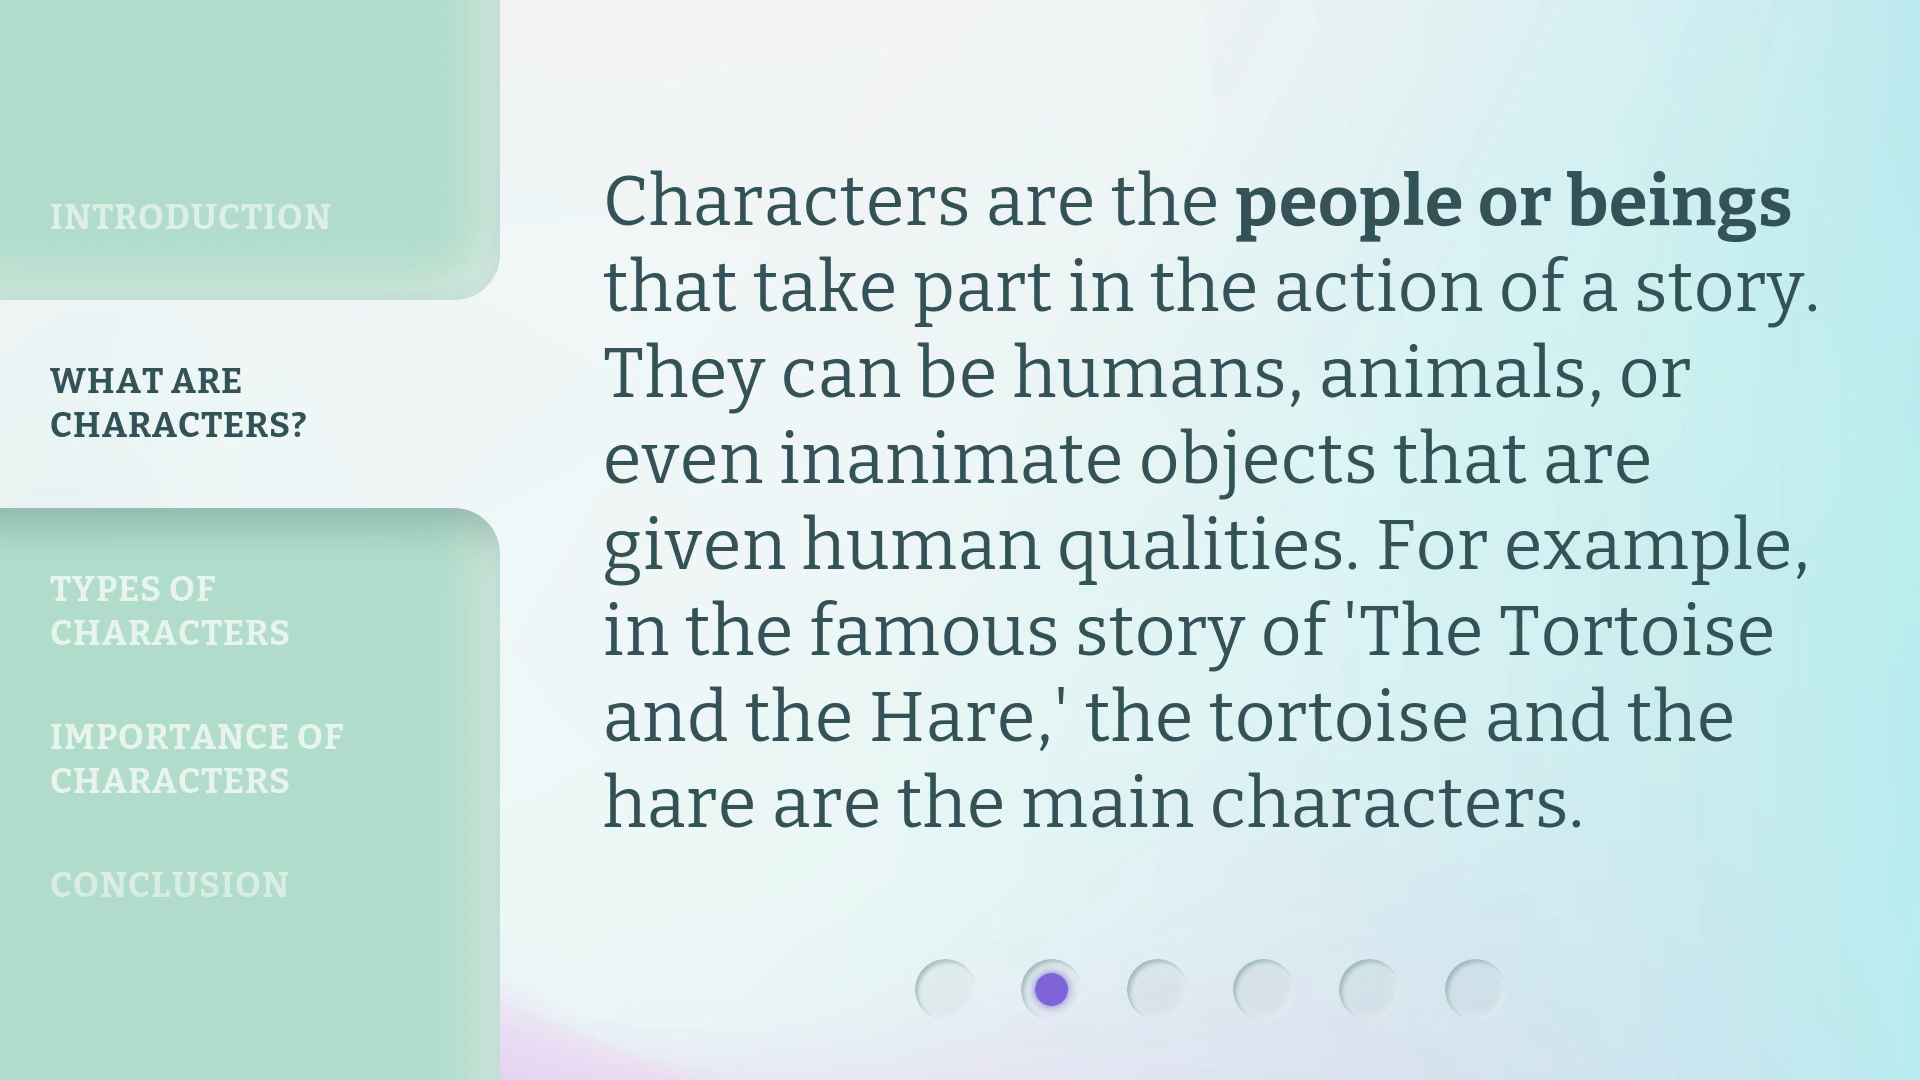 INTRODUCTION
WHAT ARE
CHARACTERS?
TYPES OF
CHARACTERS
IMPORTANCE OF
CHARACTERS
CONCLUSION
Characters are the people or beings
that take part in the action of a story.
They can be humans, animals, or
even inanimate objects that are
given human qualities. For example,
in the famous story of 'The Tortoise
and the Hare,' the tortoise and the
hare are the main characters.